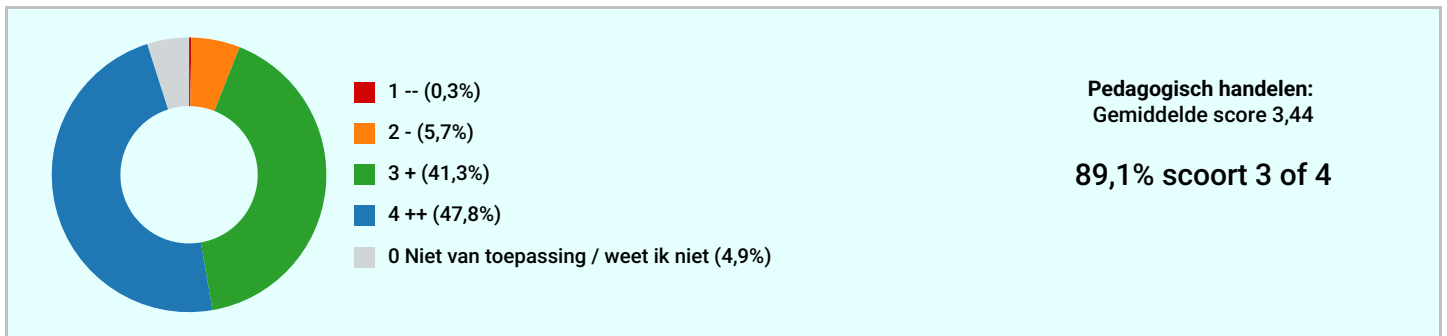 1 -- (0,3%)
2 - (5,7%)
3 + (41,3%)
4 ++ (47,8%)
0 Niet van toepassing / weet ik niet (4,9%)
Pedagogisch handelen:
Gemiddelde score 3,44
89,1% scoort 3 of 4